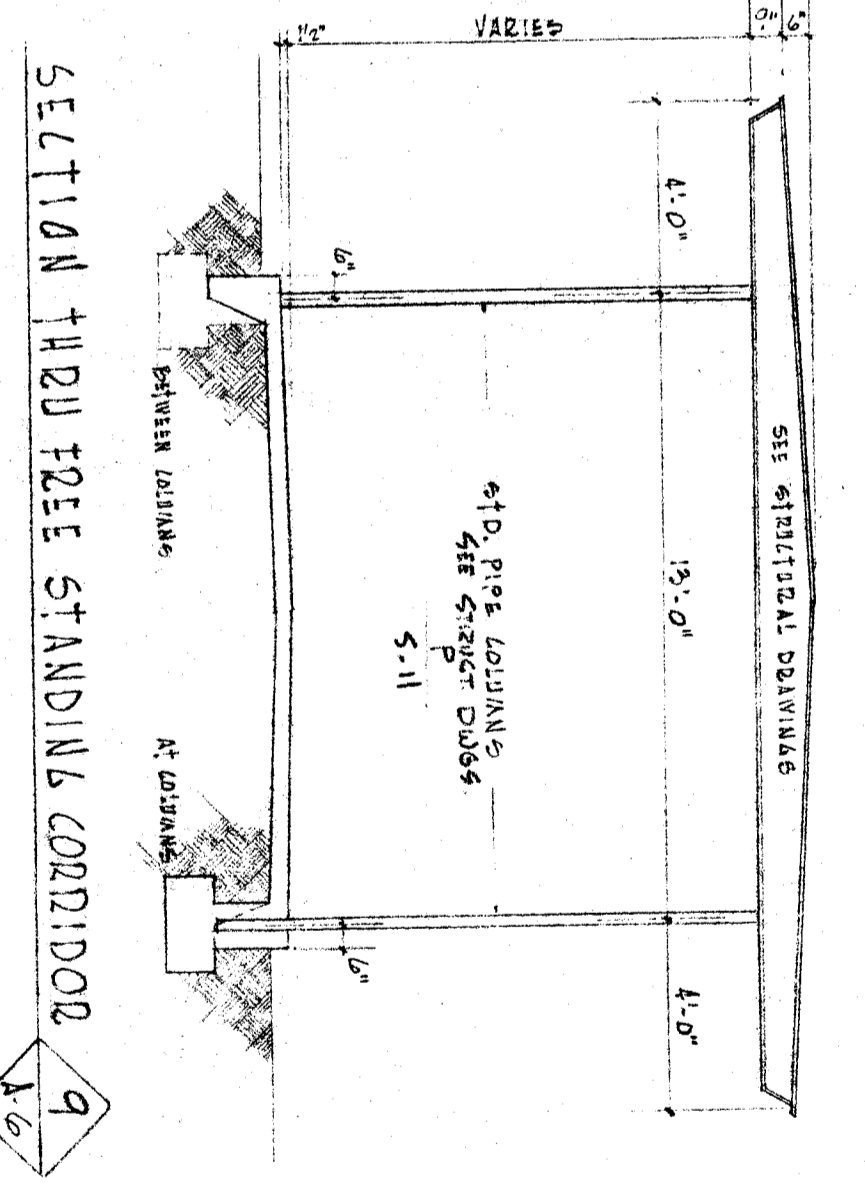 6"
VARIES
1/2"
4'-0"
13'-0"
4'-0"
SEE STRUCTURAL DRAWINGS
STD. PIPE COLUMNS
SEE STRUCT. DWGS.
P
S-11
6"
6"
BETWEEN COLUMNS
AT COLUMNS
SECTION THRU FREE STANDING CORRIDOR
9
A-6